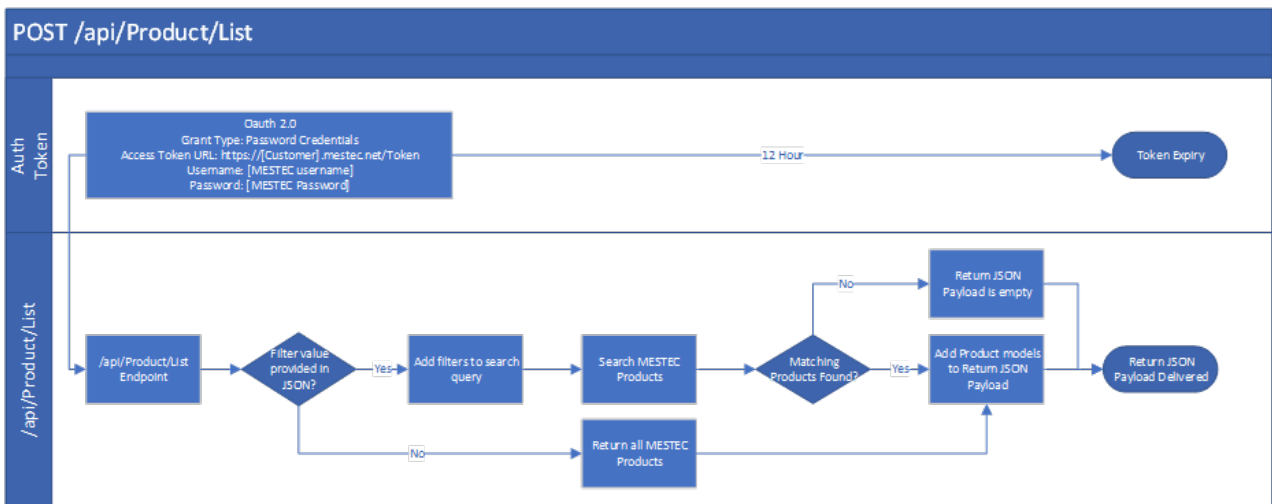 POST /api/Product/List
Auth
Token
Oauth 2.0
Grant Type: Password Credentials
Access Token URL: https://[Customer].mestec.net/Token
Username: [MESTEC username]
Password: [MESTEC Password]
12 Hour
Token Expiry
/api/Product/List
/api/Product/List
Endpoint
Filter value
provided in
JSON?
Yes
Add filters to search
query
Search MESTEC
Products
Matching
Products Found?
No
Return JSON
Payload is empty
Yes
Add Product models
to Return JSON
Payload
Return JSON
Payload Delivered
No
Return all MESTEC
Products